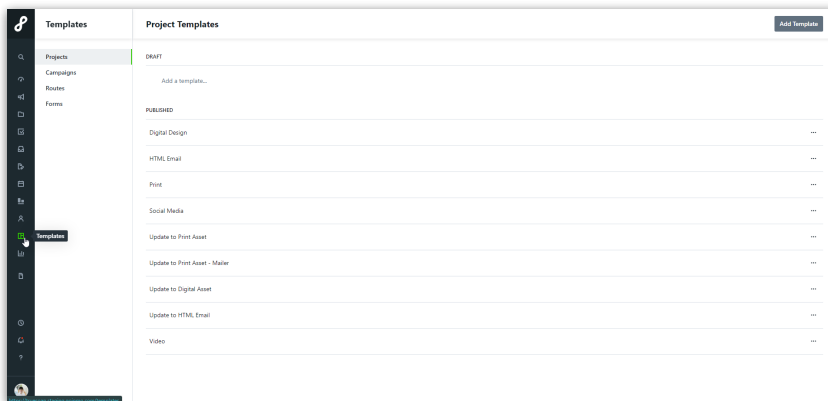 Templates
Project Templates
Add Template
Projects
Campaigns
Routes
Forms
DRAFT
Add a template...
PUBLISHED
Digital Design
HTML Email
Print
Social Media
Update to Print Asset
Update to Print Asset - Mailer
Update to Digital Asset
Update to HTML Email
Video
Templates
?